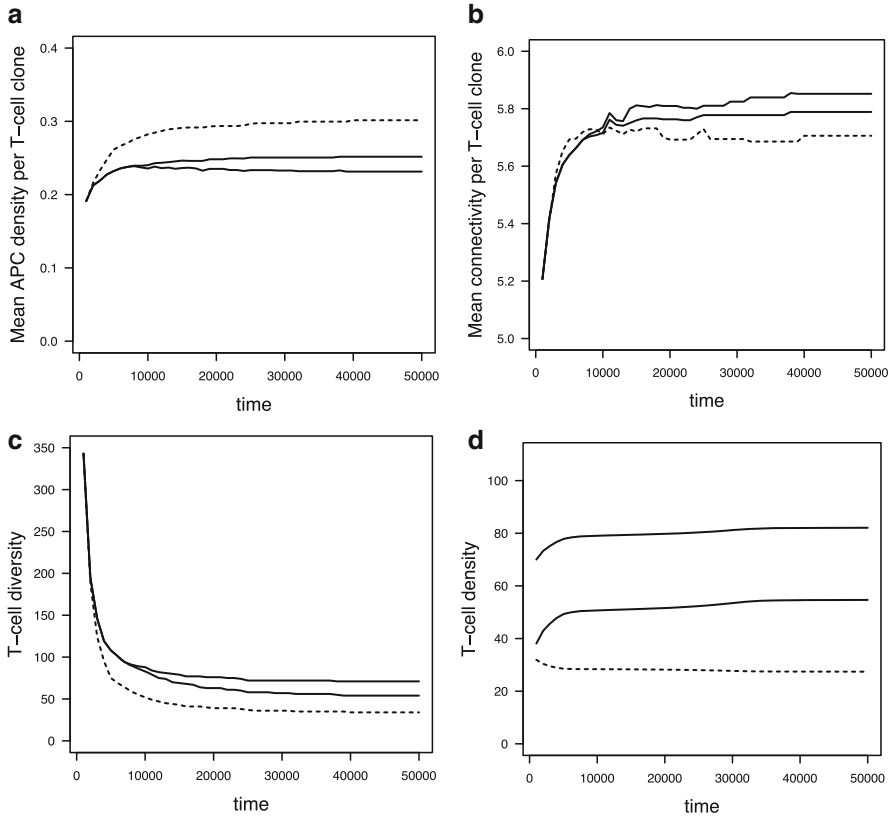 a
Mean APC density per T−cell clone
0.4
0.3
0.2
0.1
0.0
0 10000 20000 30000 40000 50000
time
b
Mean connectivity per T−cell clone
6.0
5.8
5.6
5.4
5.2
5.0
0 10000 20000 30000 40000 50000
time
c
T−cell diversity
350
300
250
200
150
100
50
0
0 10000 20000 30000 40000 50000
time
d
T−cell density
100
80
60
40
20
0
0 10000 20000 30000 40000 50000
time